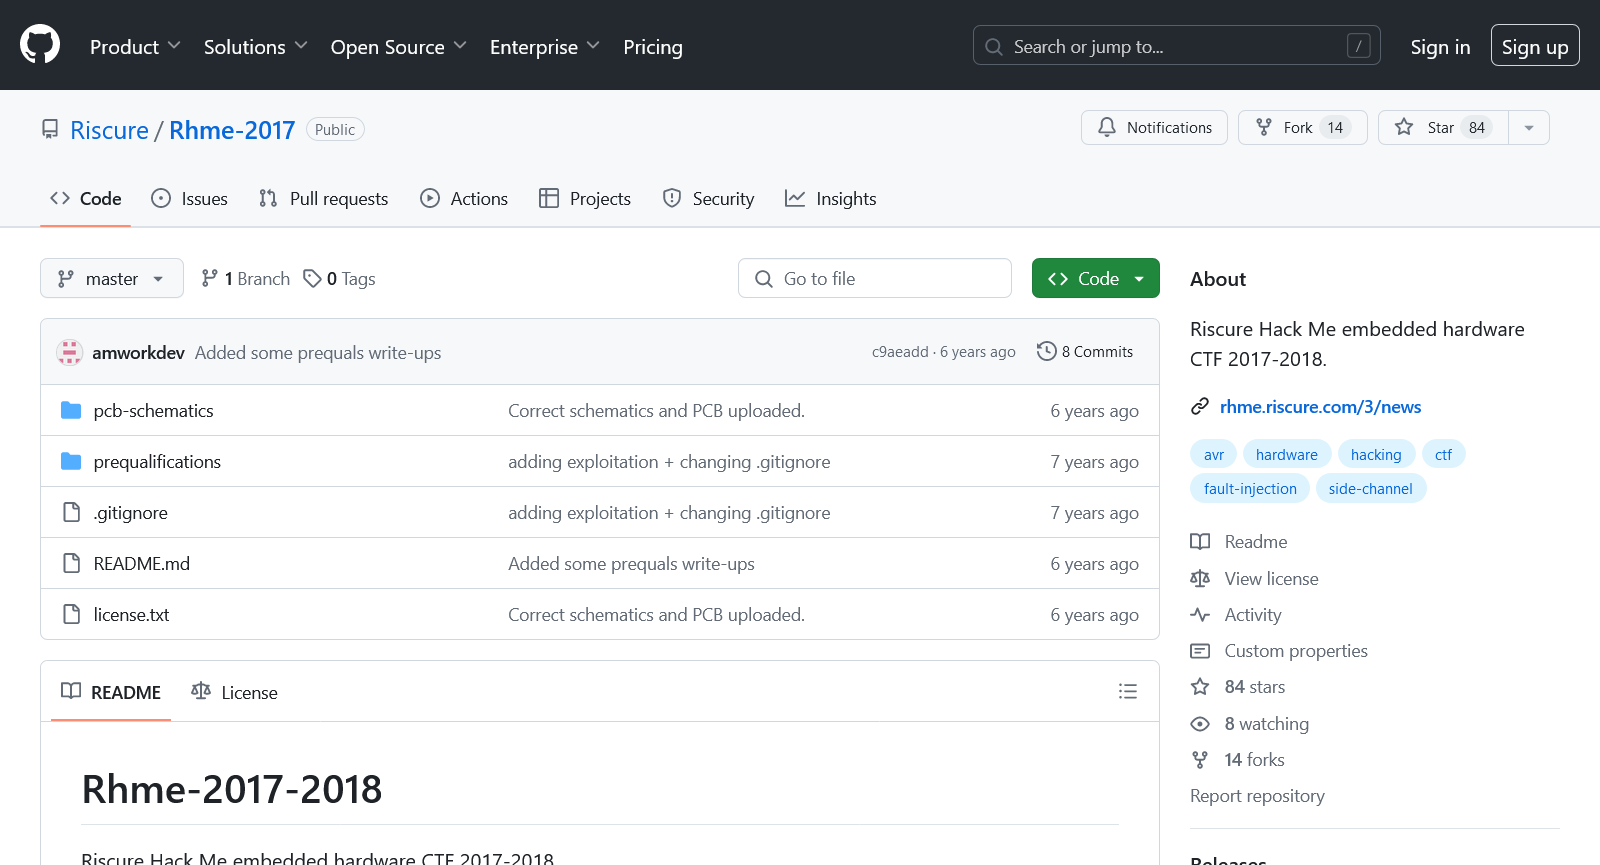 Product Solutions Open Source Enterprise Pricing Search or jump to... / Sign in Sign up
Riscure / Rhme-2017 Public Notifications Fork 14 Star 84
Code Issues Pull requests Actions Projects Security Insights
master 1 Branch 0 Tags Go to file Code
amworkdev Added some prequals write-ups c9aeadd · 6 years ago 8 Commits
pcb-schematics Correct schematics and PCB uploaded. 6 years ago
prequalifications adding exploitation + changing .gitignore 7 years ago
.gitignore adding exploitation + changing .gitignore 7 years ago
README.md Added some prequals write-ups 6 years ago
license.txt Correct schematics and PCB uploaded. 6 years ago
README License
Rhme-2017-2018
Riscure Hack Me embedded hardware CTF 2017-2018
About
Riscure Hack Me embedded hardware
CTF 2017-2018.
rhme.riscure.com/3/news
avr hardware hacking ctf
fault-injection side-channel
Readme
View license
Activity
Custom properties
84 stars
8 watching
14 forks
Report repository
Releases